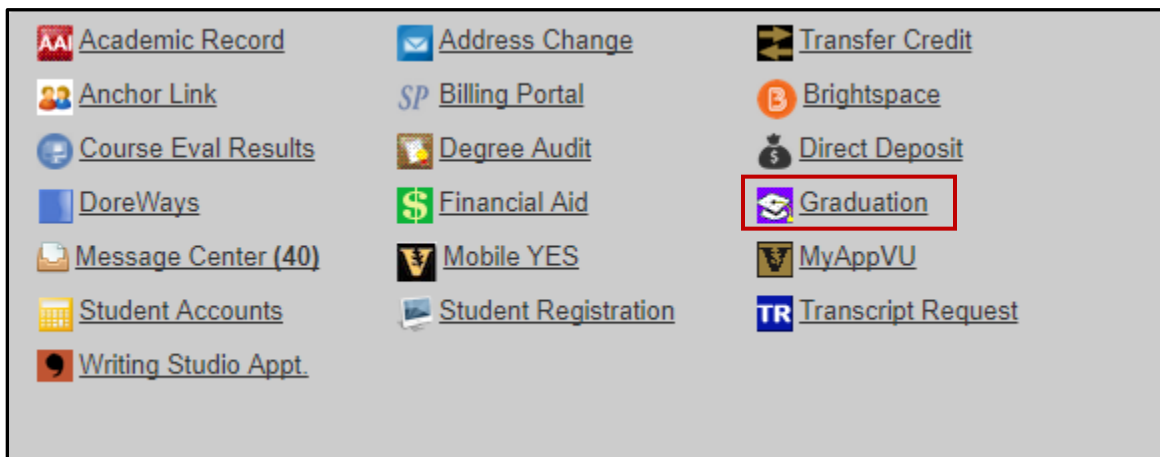 AAI Academic Record Address Change Transfer Credit
Anchor Link SP Billing Portal B Brightspace
Course Eval Results Degree Audit $ Direct Deposit
DoreWays $ Financial Aid Graduation
Message Center (40) V Mobile YES V MyAppVU
Student Accounts Student Registration TR Transcript Request
Writing Studio Appt.